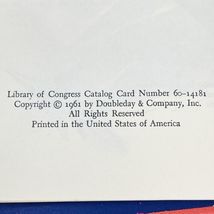 Library of Congress Catalog Card Number 60-14181
Copyright © 1961 by Doubleday & Company, Inc.
All Rights Reserved
Printed in the United States of America